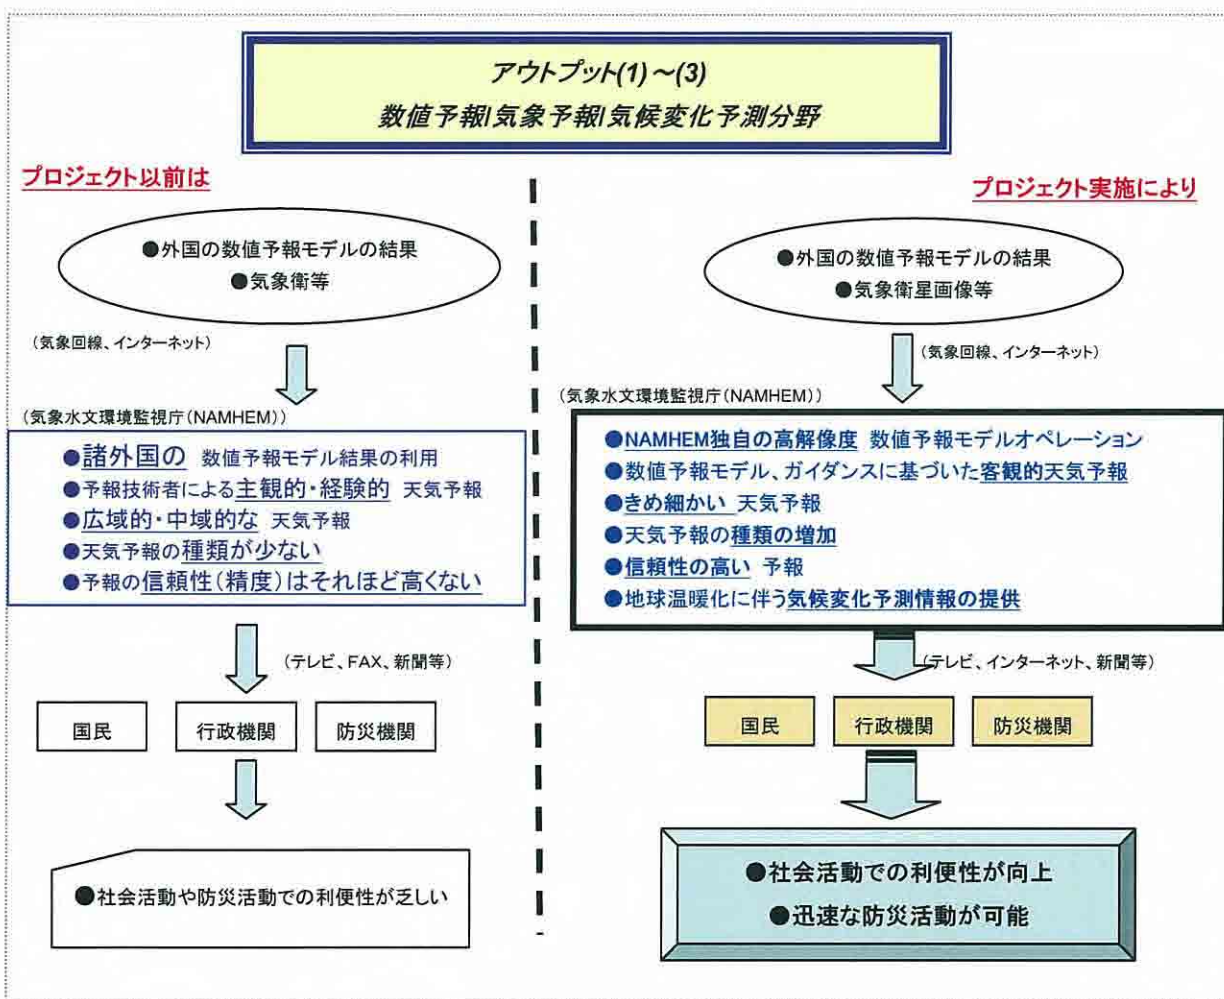 アウトプット(1)～(3)
数値予報/気象予報/気候変化予測分野
プロジェクト以前は
●外国の数値予報モデルの結果
●気象衛等
(気象回線、インターネット)
(気象水文環境監視庁(NAMHEM))
●諸外国の 数値予報モデル結果の利用
●予報技術者による主観的・経験的 天気予報
●広域的・中域的な 天気予報
●天気予報の種類が少ない
●予報の信頼性(精度)はそれほど高くない
(テレビ、FAX、新聞等)
国民 行政機関 防災機関
●社会活動や防災活動での利便性が乏しい
プロジェクト実施により
●外国の数値予報モデルの結果
●気象衛星画像等
(気象回線、インターネット)
(気象水文環境監視庁(NAMHEM))
●NAMHEM独自の高解像度 数値予報モデルオペレーション
●数値予報モデル、ガイダンスに基づいた客観的天気予報
●きめ細かい 天気予報
●天気予報の種類の増加
●信頼性の高い 予報
●地球温暖化に伴う気候変化予測情報の提供
(テレビ、インターネット、新聞等)
国民 行政機関 防災機関
●社会活動での利便性が向上
●迅速な防災活動が可能